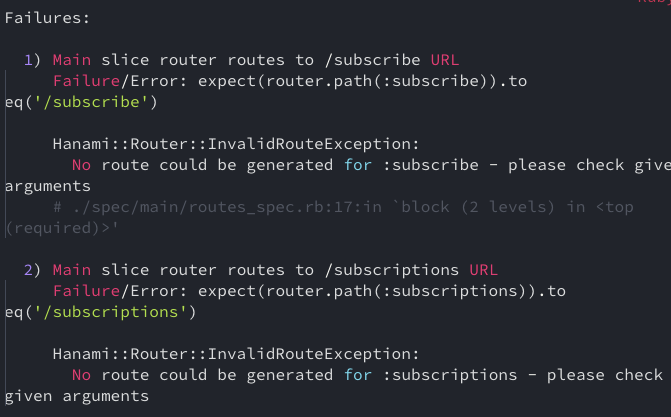 Failures:
1) Main slice router routes to /subscribe URL
Failure/Error: expect(router.path(:subscribe)).to
eq('/subscribe')
Hanami::Router::InvalidRouteException:
No route could be generated for :subscribe - please check give
arguments
# ./spec/main/routes_spec.rb:17:in `block (2 levels) in <top
(required)>'
2) Main slice router routes to /subscriptions URL
Failure/Error: expect(router.path(:subscriptions)).to
eq('/subscriptions')
Hanami::Router::InvalidRouteException:
No route could be generated for :subscriptions - please check
given arguments